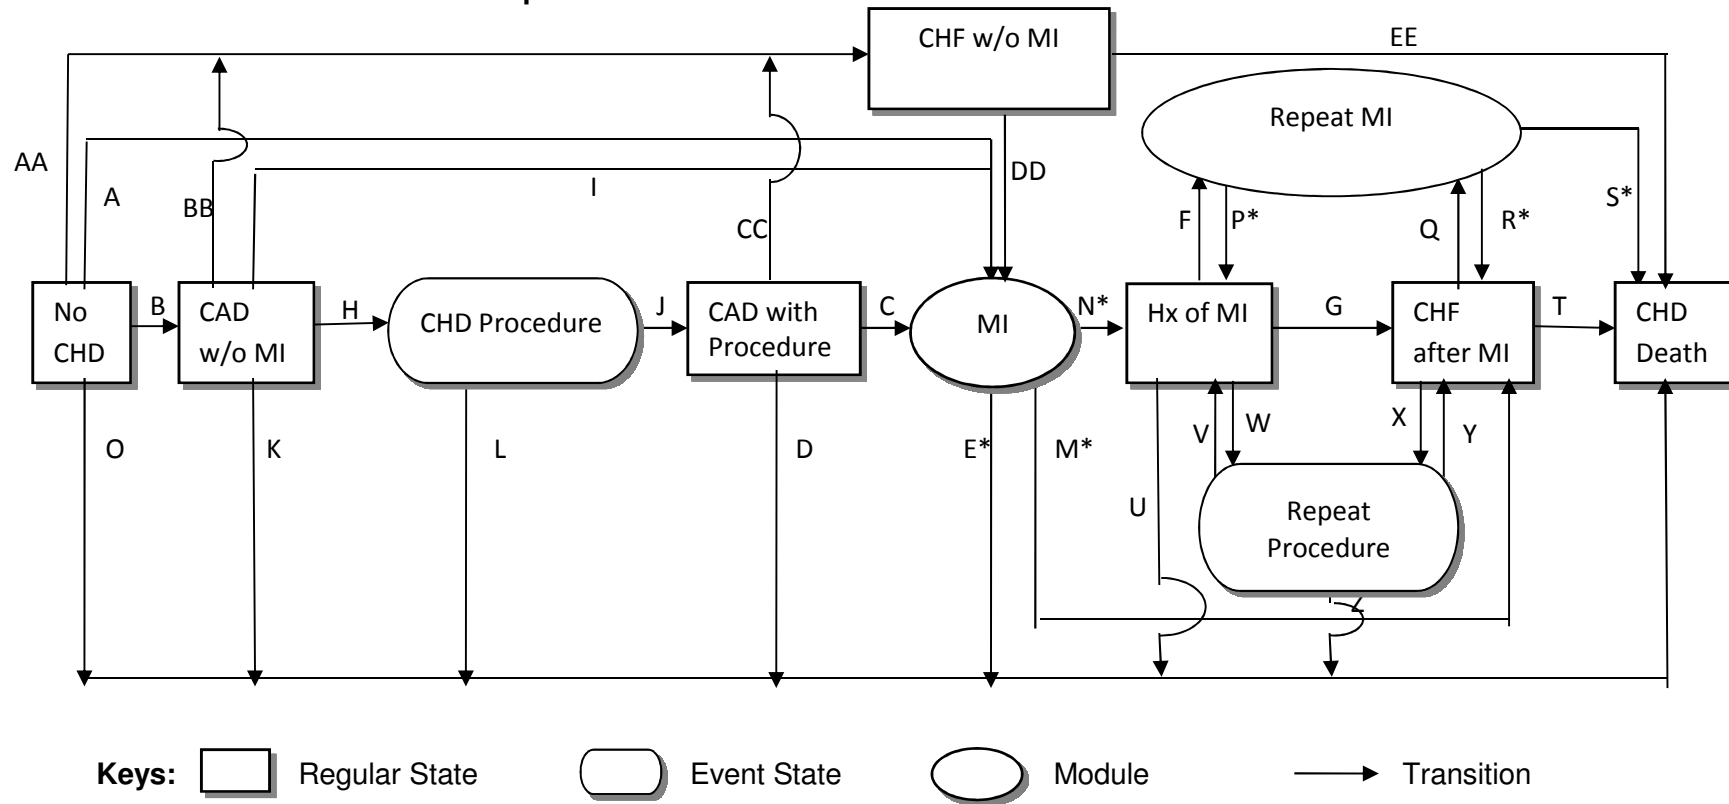 CHF w/o MI
EE
Repeat MI
AA
A
BB
I
CC
DD
F
P*
Q
R*
S*
No
CHD
B
CAD
w/o MI
H
CHD Procedure
J
CAD with
Procedure
C
MI
N*
Hx of MI
G
CHF
after MI
T
CHD
Death
O
K
L
D
E*
M*
U
V
W
X
Y
Repeat
Procedure
Keys:
Regular State
Event State
Module
Transition